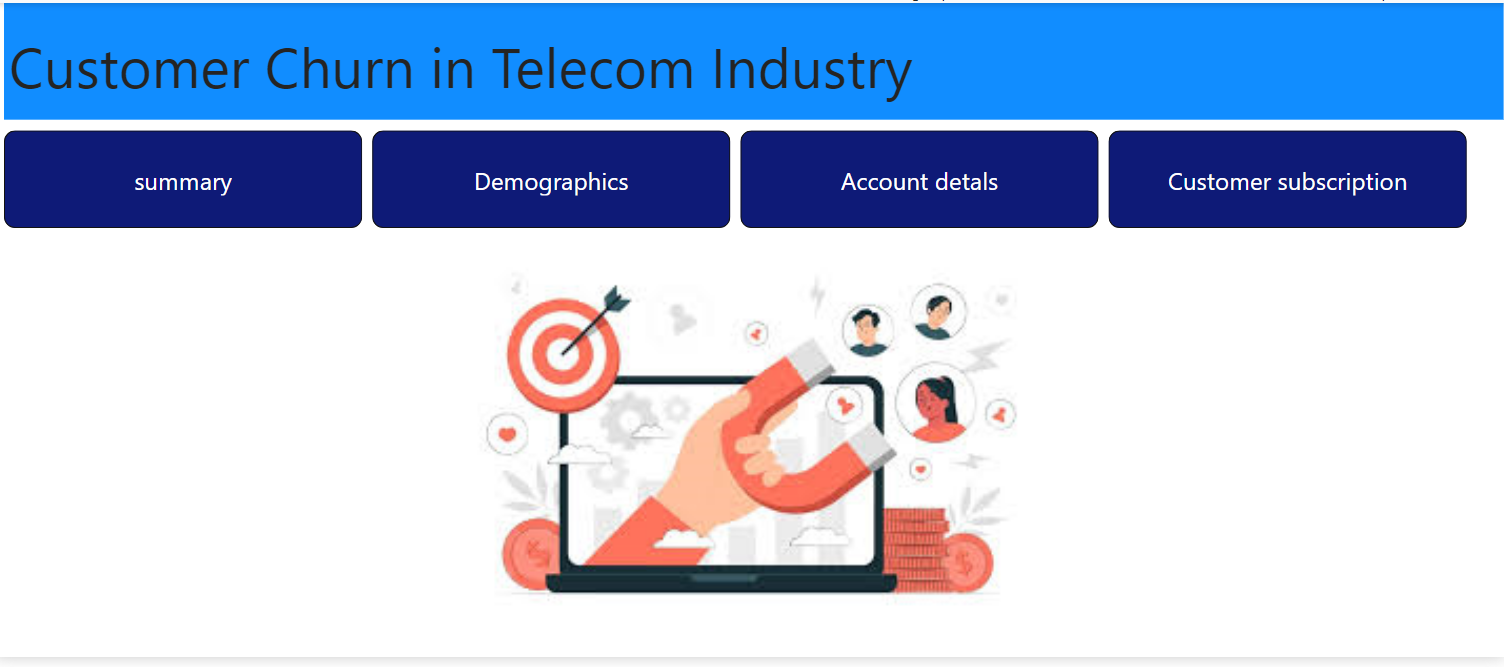 Customer Churn in Telecom Industry
summary
Demographics
Account detals
Customer subscription
$
$